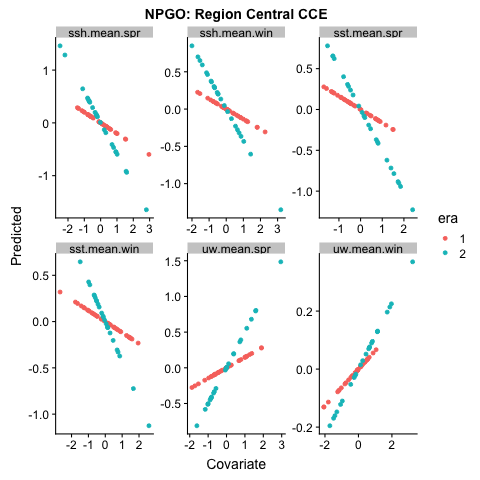 NPGO: Region Central CCE
ssh.mean.spr ssh.mean.win sst.mean.spr
1 0 -1
0.5 0.0 -0.5 -1.0
0.5 0.0 -0.5 -1.0
-2 -1 0 1 2 3
-2 -1 0 1 2 3
-1 0 1 2
sst.mean.win uw.mean.spr uw.mean.win
0.5 0.0 -0.5 -1.0
1.5 1.0 0.5 0.0 -0.5
0.2 0.0 -0.2
-2 -1 0 1 2
-2 -1 0 1 2 3
-2 0 2
Predicted
Covariate
era
1
2